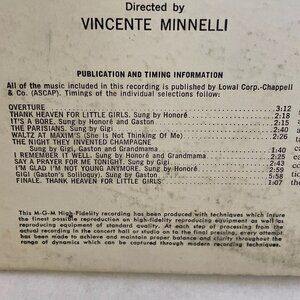 Directed by
VINCENTE MINNELLI
PUBLICATION AND TIMING INFORMATION
All of the music included in this recording is published by Lowal Corp.-Chappell
& Co. (ASCAP). Timings of the individual selections follow:
OVERTURE 3:12
THANK HEAVEN FOR LITTLE GIRLS. Sung by Honoré 2:18
IT'S A BORE. Sung by Honoré and Gaston 2:15
THE PARISIANS. Sung by Gigi 2:40
WALTZ AT MAXIM'S (She Is Not Thinking Of Me) 2:26
THE NIGHT THEY INVENTED CHAMPAGNE
Sung by Gigi, Gaston and Grandmama 1:40
I REMEMBER IT WELL. Sung by Honoré and Grandmama 2:25
SAY A PRAYER FOR ME TONIGHT. Sung by Gigi
I'M GLAD I'M NOT YOUNG ANYMORE. Sung by Honoré
GIGI (Gaston's Soliloquy). Sung by Gaston
FINALE. THANK HEAVEN FOR LITTLE GIRLS 1:07
This M-G-M High-Fidelity recording has been produced with techniques which insure
the finest possible reproduction on high-fidelity reproducing equipment as well as
reproducing equipment of standard quality. At each step of processing from the
actual recording in the concert hall or studio on to the final pressing, every attempt
has been made to achieve and maintain proper balance and clarity throughout the
range of dynamics which can be captured through modern recording techniques.